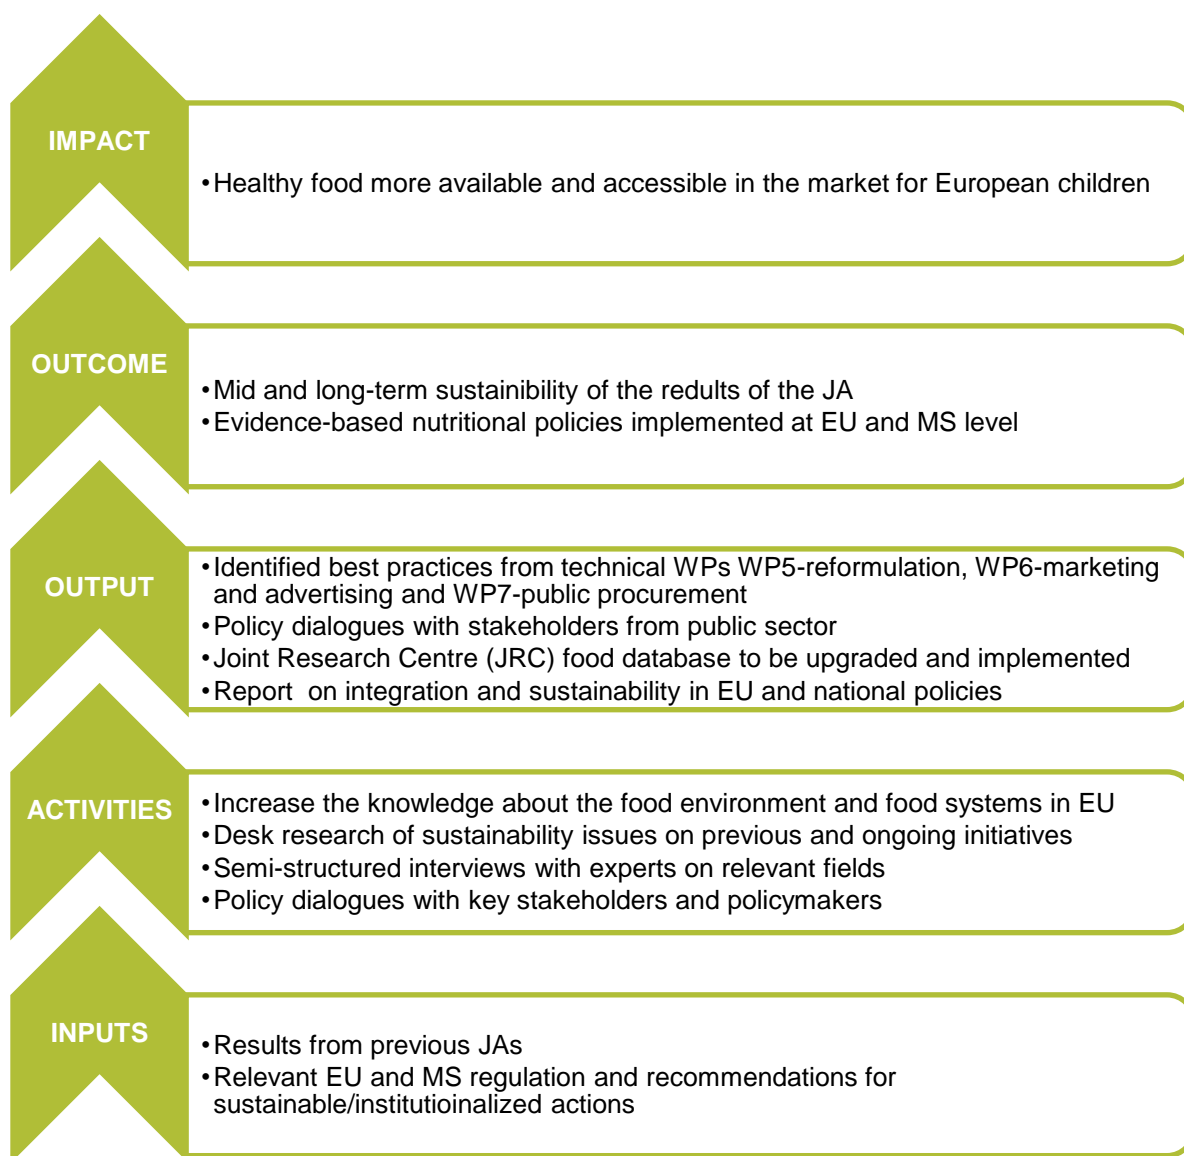 IMPACT
•Healthy food more available and accessible in the market for European children
OUTCOME
•Mid and long-term sustainibility of the redults of the JA
•Evidence-based nutritional policies implemented at EU and MS level
OUTPUT
•Identified best practices from technical WPs WP5-reformulation, WP6-marketing
and advertising and WP7-public procurement
•Policy dialogues with stakeholders from public sector
•Joint Research Centre (JRC) food database to be upgraded and implemented
•Report on integration and sustainability in EU and national policies
ACTIVITIES
•Increase the knowledge about the food environment and food systems in EU
•Desk research of sustainability issues on previous and ongoing initiatives
•Semi-structured interviews with experts on relevant fields
•Policy dialogues with key stakeholders and policymakers
INPUTS
•Results from previous JAs
•Relevant EU and MS regulation and recommendations for
sustainable/institutioinalized actions